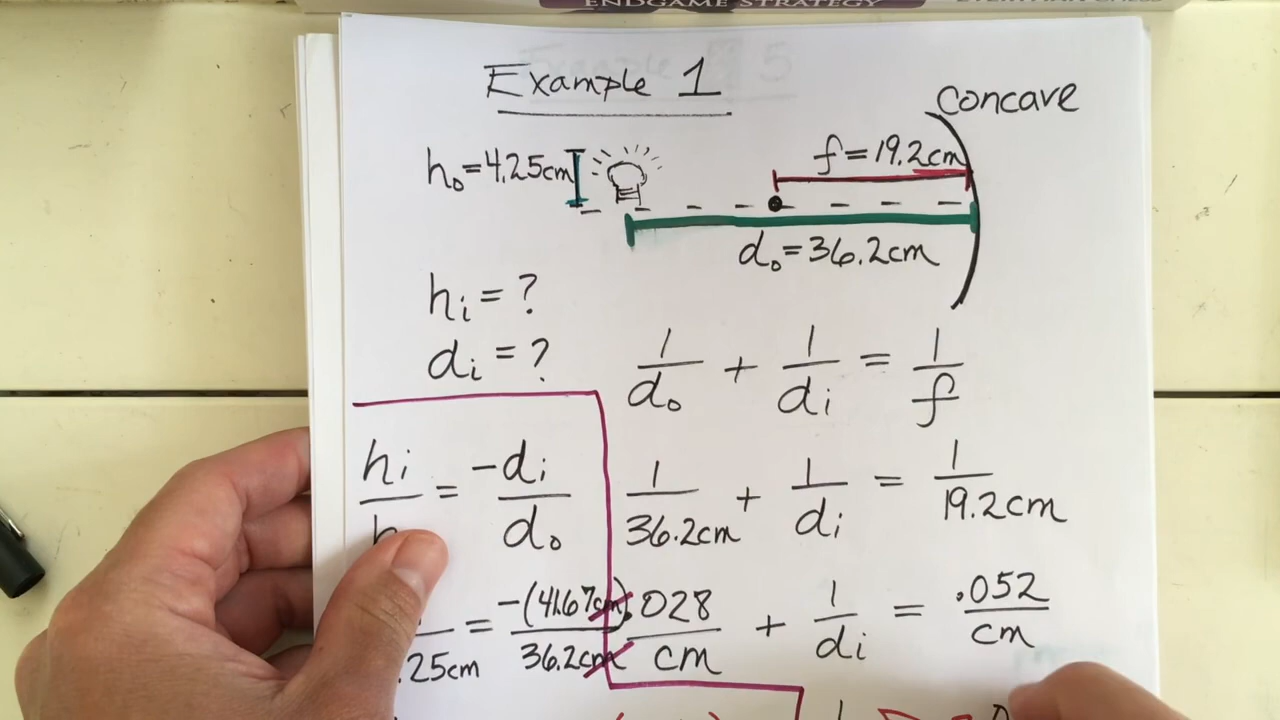 ENDGAME STRATEGY
Example 1
concave
h₀=4.25cm
f=19.2cm
d₀=36.2cm
hᵢ = ?
dᵢ = ?
1/d₀ + 1/dᵢ = 1/f
hᵢ/h = -dᵢ/d₀
1/36.2cm + 1/dᵢ = 1/19.2cm
.25cm = -(41.67cm)/36.2cm
.028/cm + 1/dᵢ = .052/cm